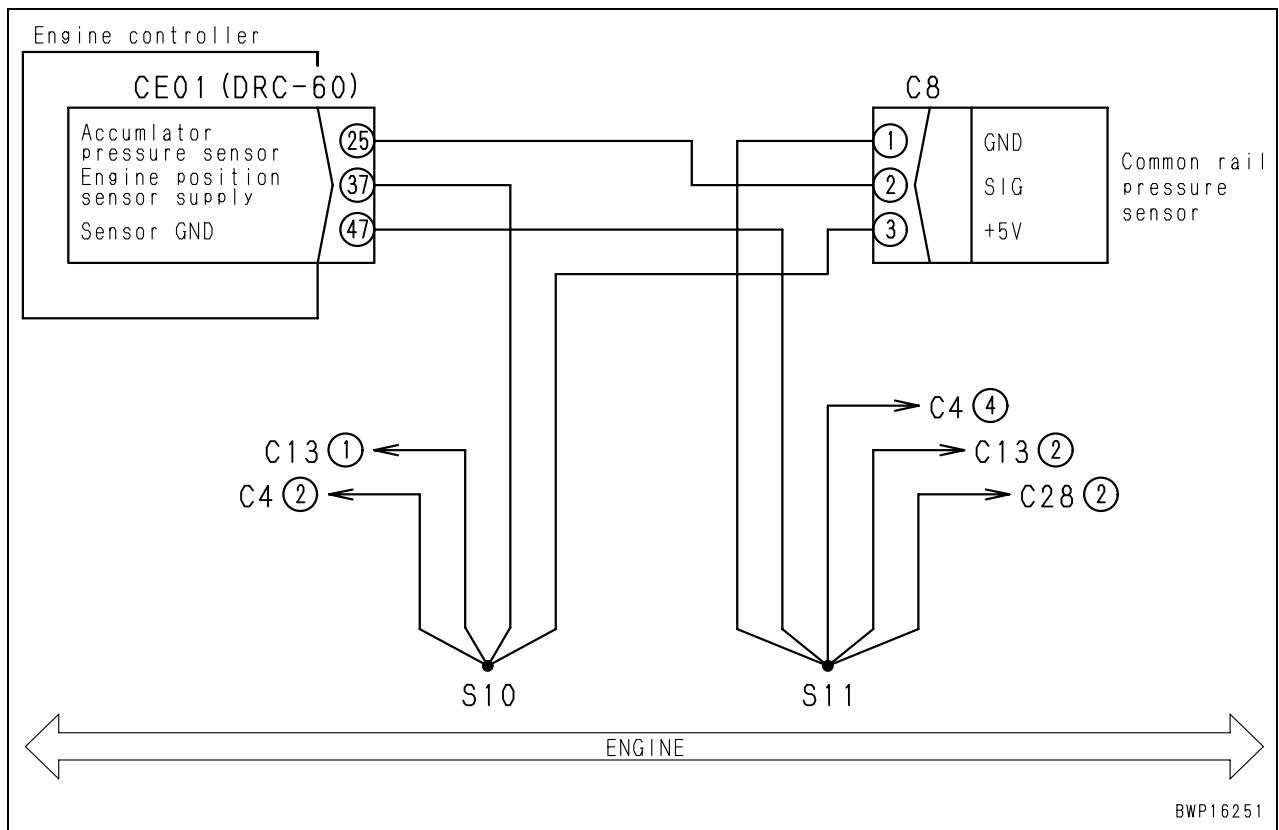 Engine controller
CE01 (DRC-60)
Accumlator
pressure sensor
Engine position
sensor supply
Sensor GND
25
37
47
C8
1
2
3
GND
SIG
+5V
Common rail
pressure
sensor
C4 4
C13 1
C13 2
C4 2
C28 2
S10
S11
ENGINE
BWP16251